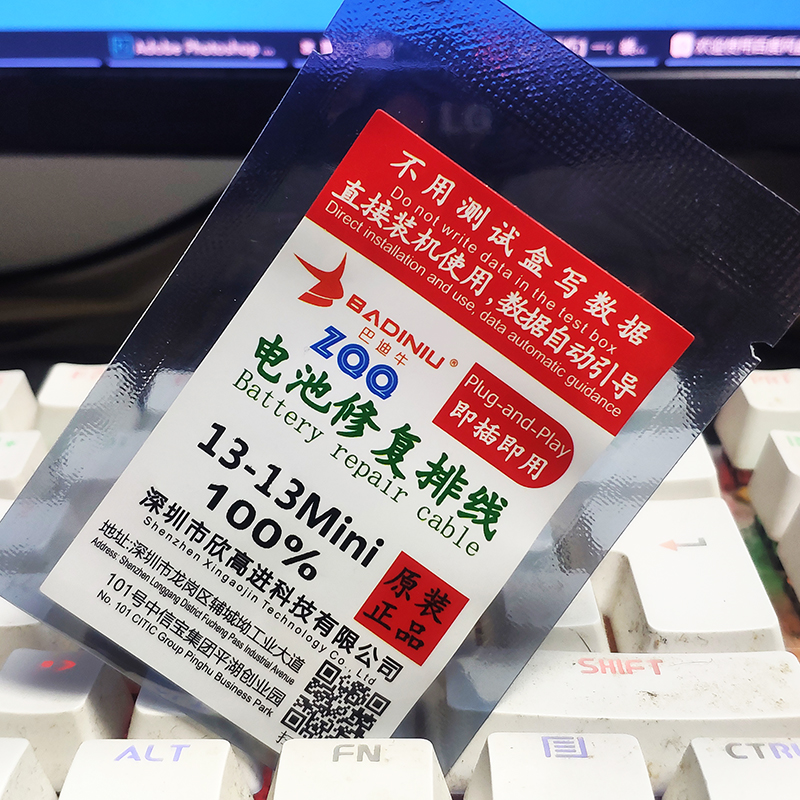 Adobe Photoshop ...
LG
不用测试盒写数据
Do not write data in the test box
直接装机使用,数据自动引导
Direct installation and use, data automatic guidance
BADINIU®
巴迪牛
ZQQ
Plug-and-Play
即插即用
电池修复排线
Battery repair cable
13-13Mini
100%
原装
正品
深圳市欣高进科技有限公司
Shenzhen Xingaojin Technology Co., Ltd
地址:深圳市龙岗区辅城坳工业大道
Address: Shenzhen Longgang District Fucheng Pass Industrial Avenue
101号中信宝集团平湖创业园
No. 101 CITIC Group Pinghu Business Park
SHIFT
ALT
FN
CTRL